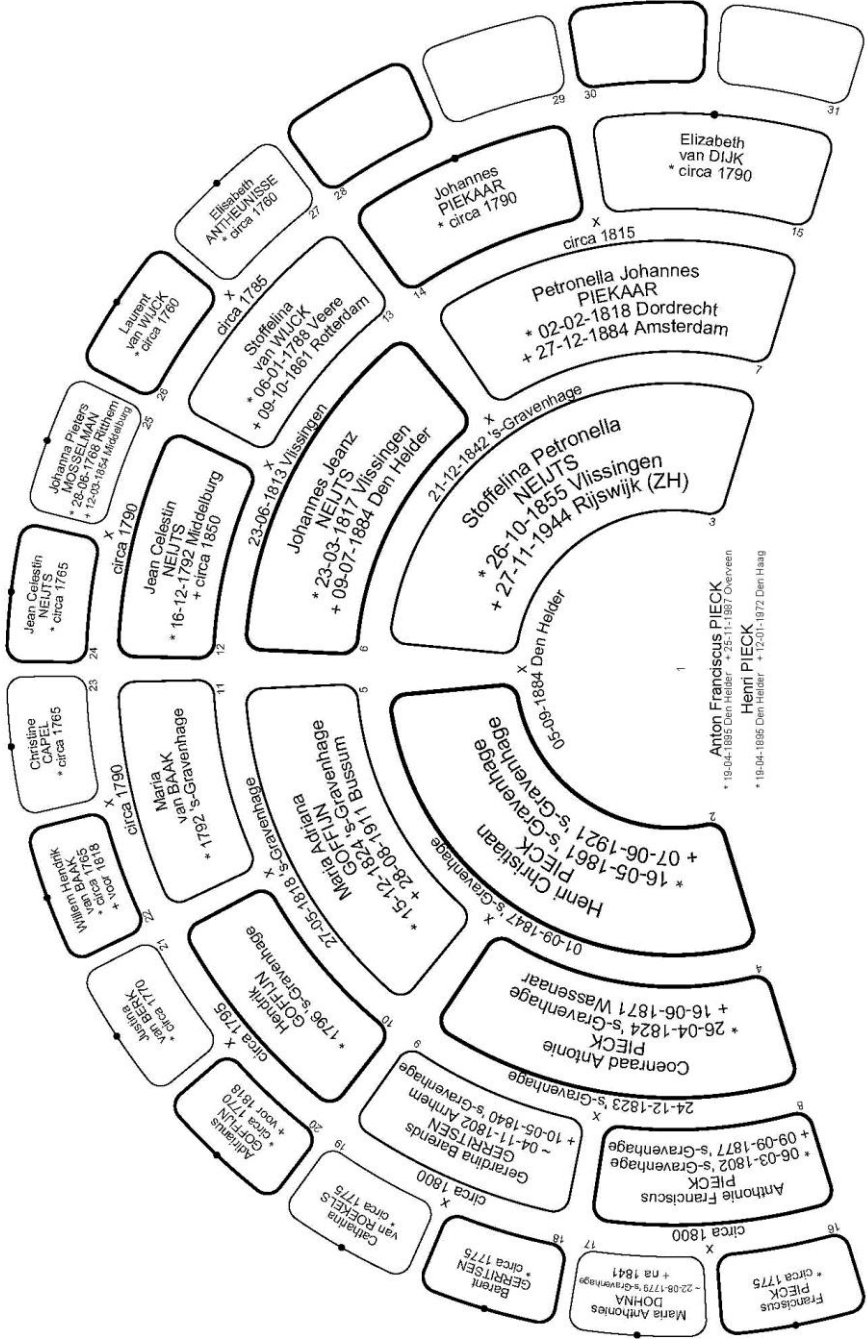 1
Anton Franciscus PIECK
* 19-04-1895 Den Helder + 25-11-1987 Overveen
Henri PIECK
* 19-04-1895 Den Helder + 12-01-1972 Den Haag
2
Henri Christiaan
PIECK
* 16-05-1861 's-Gravenhage
+ 07-06-1921 's-Gravenhage
X
05-09-1884 Den Helder
3
Stoffelina Petronella
NEIJTS
* 26-10-1855 Vlissingen
+ 27-11-1944 Rijswijk (ZH)
4
Coenraad Antonie
PIECK
* 26-04-1824 's-Gravenhage
+ 16-06-1871 Wassenaar
X
01-09-1847 's-Gravenhage
5
Maria Adriana
GOFFIJN
* 15-12-1824 's-Gravenhage
+ 28-08-1911 Bussum
6
Johannes Jeanz
NEIJTS
* 23-03-1817 Vlissingen
+ 09-07-1884 Den Helder
X
21-12-1842 's-Gravenhage
7
Petronella Johannes
PIEKAAR
* 02-02-1818 Dordrecht
+ 27-12-1884 Amsterdam
8
Anthonie Franciscus
PIECK
* 06-03-1802 's-Gravenhage
+ 09-09-1877 's-Gravenhage
X
24-12-1823 's-Gravenhage
9
Gerardina Barends
GERRITSEN
~ 04-11-1802 Arnhem
+ 10-05-1840 's-Gravenhage
10
Hendrik
GOFFIJN
* 1796 's-Gravenhage
X
27-05-1818 's-Gravenhage
11
Maria
van BAAK
* 1792 's-Gravenhage
12
Jean Celestin
NEIJTS
* 16-12-1792 Middelburg
+ circa 1850
X
23-06-1813 Vlissingen
13
Stoffelina
van WIJCK
* 06-01-1788 Veere
+ 09-10-1861 Rotterdam
14
Johannes
PIEKAAR
* circa 1790
X
circa 1815
15
Elizabeth
van DIJK
* circa 1790
16
Franciscus
PIECK
* circa 1775
X
circa 1800
17
Maria Anthonies
DOHNA
~ 22-08-1779 's-Gravenhage
+ na 1841
18
Barent
GERRITSEN
* circa 1775
X
circa 1800
19
Catharina
van ROEKELS
* circa 1775
20
Adirianus
GOFFIJN
* circa 1770
+ voor 1818
X
circa 1795
21
Justina
van BERK
* circa 1770
22
Willem Hendrik
van BAAK
* circa 1765
+ voor 1818
X
circa 1790
23
Christine
CAPEL
* circa 1765
24
Jean Celestin
NEIJTS
* circa 1765
X
circa 1790
25
Johanna Pieters
MOSSELMAN
* 28-06-1768 Ritthem
+ 12-03-1854 Middelburg
26
Laurent
van WIJCK
* circa 1760
X
circa 1785
27
Elisabeth
ANTHEUNISSE
* circa 1760
28
29
30
31